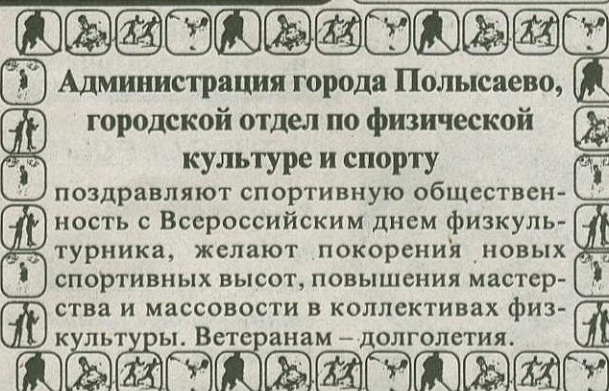 Администрация города Полысаево,
городской отдел по физической
культуре и спорту
поздравляют спортивную обществен-
ность с Всероссийским днем физкуль-
турника, желают покорения новых
спортивных высот, повышения мастер-
ства и массовости в коллективах физ-
культуры. Ветеранам – долголетия.